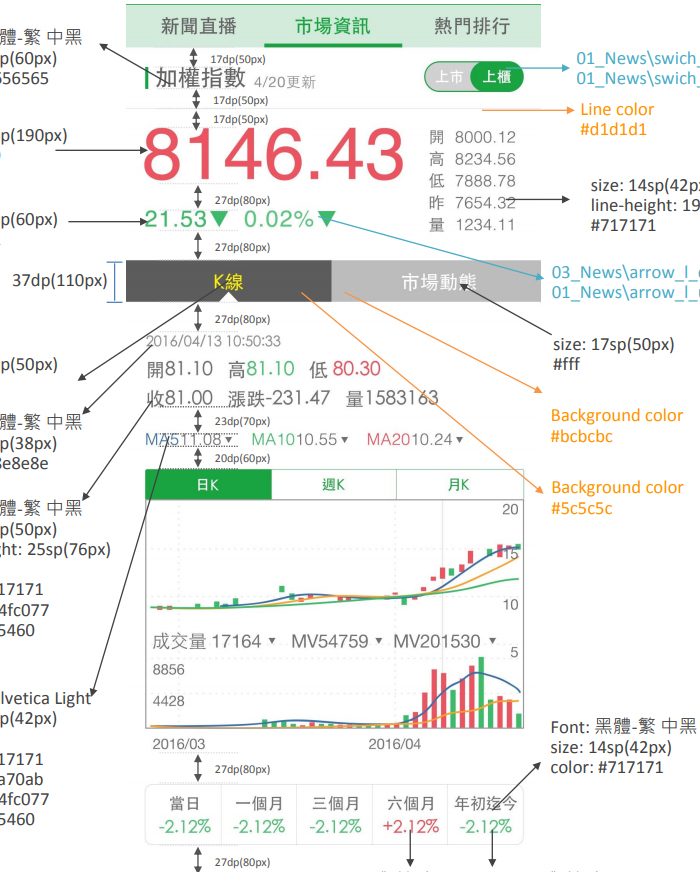 新聞直播 市場資訊 熱門排行
體-繁 中黑
p(60px)
565656
17dp(50px)
加權指數 4/20更新
上市 上櫃
01_News\swich_
01_News\swich_
17dp(50px)
17dp(50px)
Line color
#d1d1d1
p(190px)
8146.43
開 8000.12
高 8234.56
低 7888.78
昨 7654.32
量 1234.11
size: 14sp(42px
line-height: 19
#717171
27dp(80px)
p(60px)
21.53▼ 0.02%▼
27dp(80px)
37dp(110px)
K線 市場動態
03_News\arrow_l_
01_News\arrow_l_
27dp(80px)
2016/04/13 10:50:33
size: 17sp(50px)
#fff
p(50px)
開81.10 高81.10 低 80.30
收81.00 漲跌-231.47 量1583163
體-繁 中黑
p(38px)
8e8e8e
Background color
#bcbcbc
23dp(70px)
MA511.08▼ MA1010.55▼ MA2010.24▼
20dp(60px)
日K 週K 月K
Background color
#5c5c5c
體-繁 中黑
p(50px)
ght: 25sp(76px)
17171
4fc077
5460
20
15
10
5
成交量 17164 ▼ MV54759 ▼ MV201530 ▼
8856
4428
2016/03 2016/04
lvetica Light
p(42px)
17171
a70ab
4fc077
5460
Font: 黑體-繁 中黑
size: 14sp(42px)
color: #717171
27dp(80px)
當日 一個月 三個月 六個月 年初迄今
-2.12% -2.12% -2.12% +2.12% -2.12%
27dp(80px)